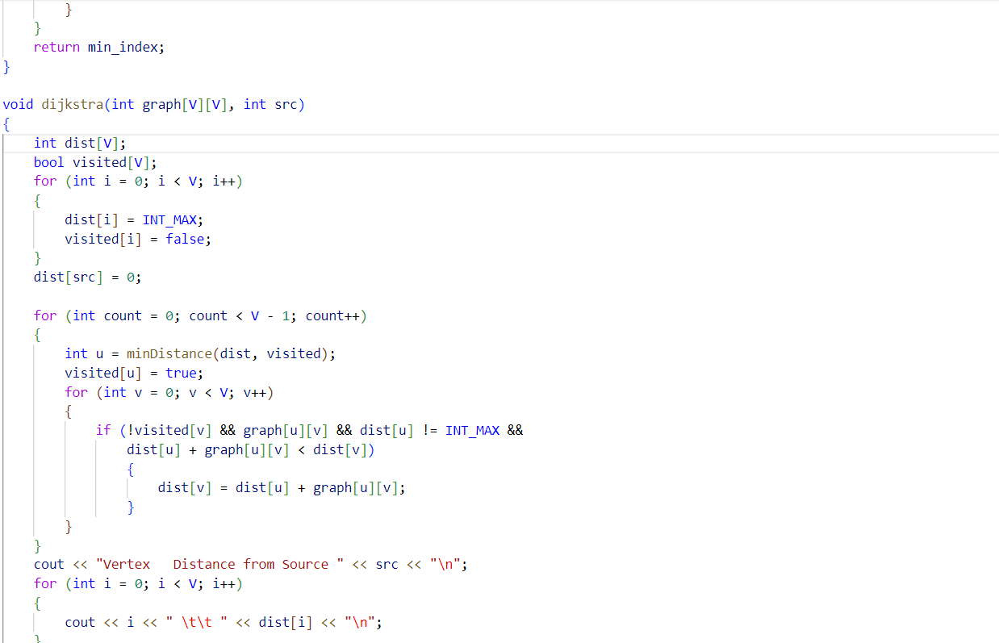 }
    }
    return min_index;
}

void dijkstra(int graph[V][V], int src)
{
    int dist[V];
    bool visited[V];
    for (int i = 0; i < V; i++)
    {
        dist[i] = INT_MAX;
        visited[i] = false;
    }
    dist[src] = 0;

    for (int count = 0; count < V - 1; count++)
    {
        int u = minDistance(dist, visited);
        visited[u] = true;
        for (int v = 0; v < V; v++)
        {
            if (!visited[v] && graph[u][v] && dist[u] != INT_MAX &&
                dist[u] + graph[u][v] < dist[v])
                {
                    dist[v] = dist[u] + graph[u][v];
                }
        }
    }
    cout << "Vertex   Distance from Source " << src << "\n";
    for (int i = 0; i < V; i++)
    {
        cout << i << " \t\t " << dist[i] << "\n";
    }